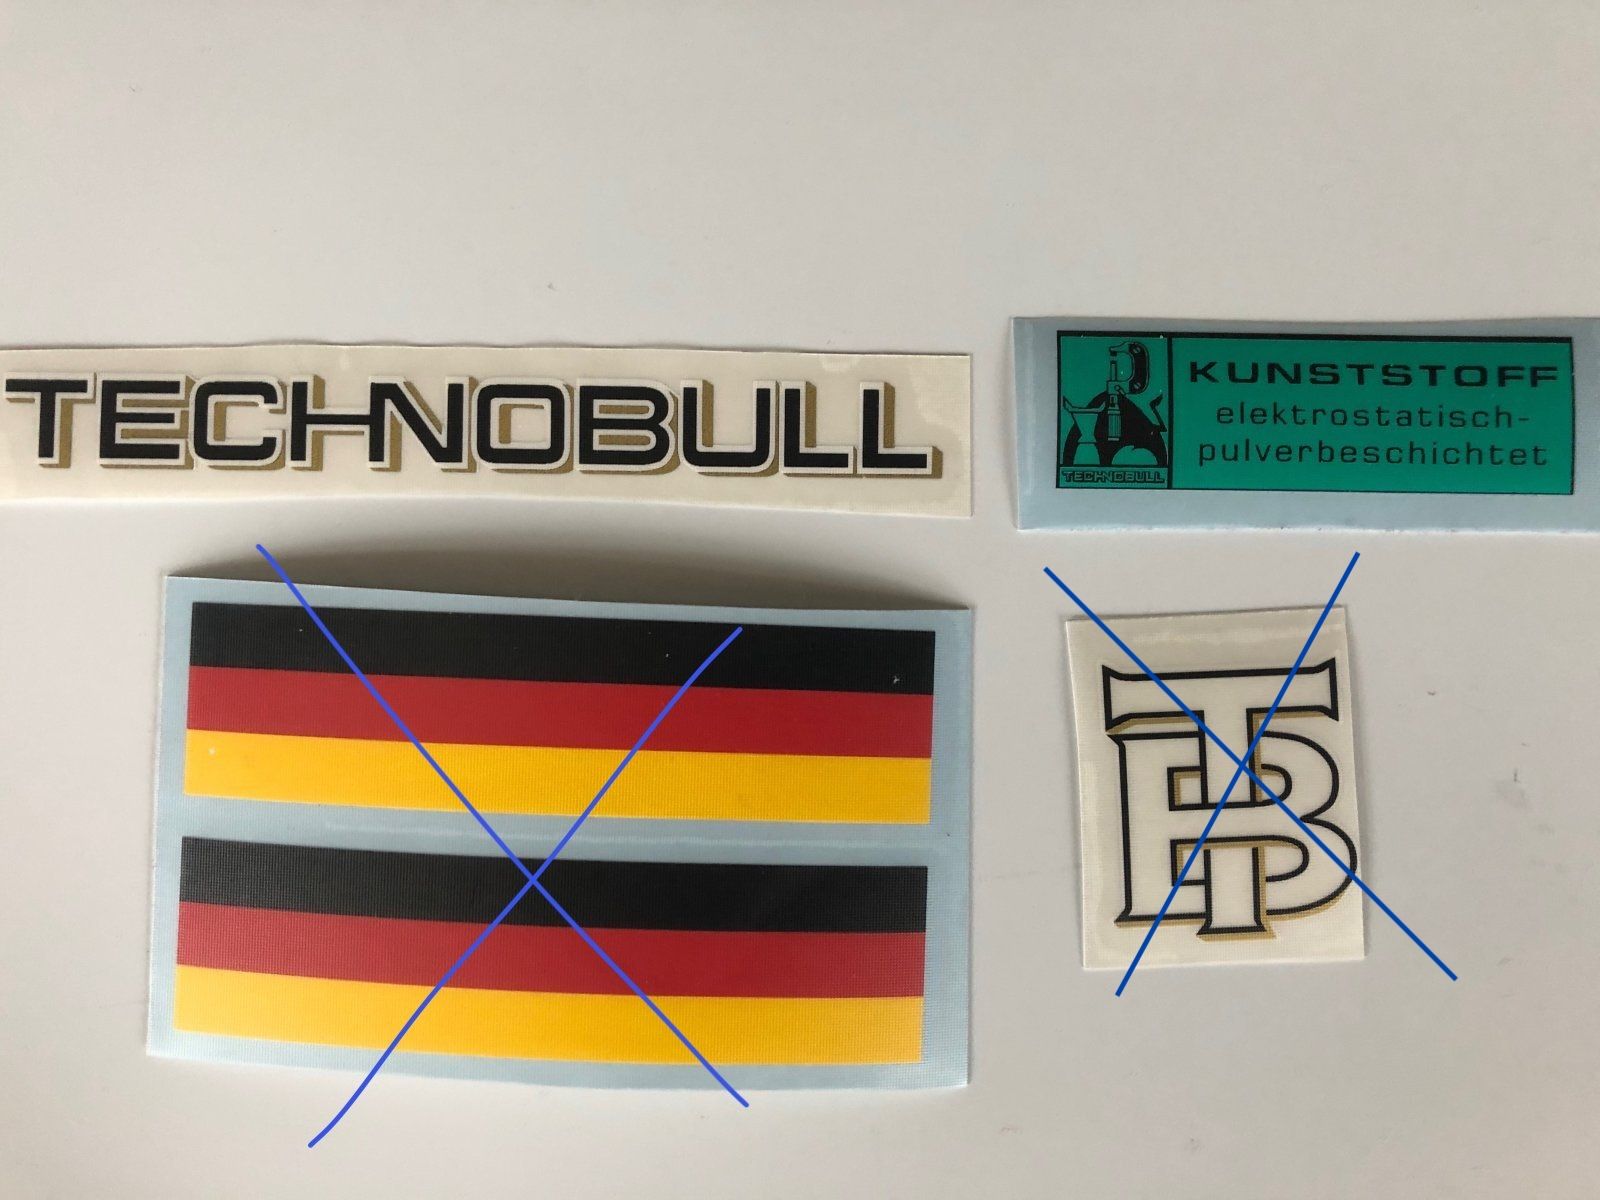 TECHNOBULL
KUNSTSTOFF
elektrostatisch-
pulverbeschichtet
TECHNOBULL
TB